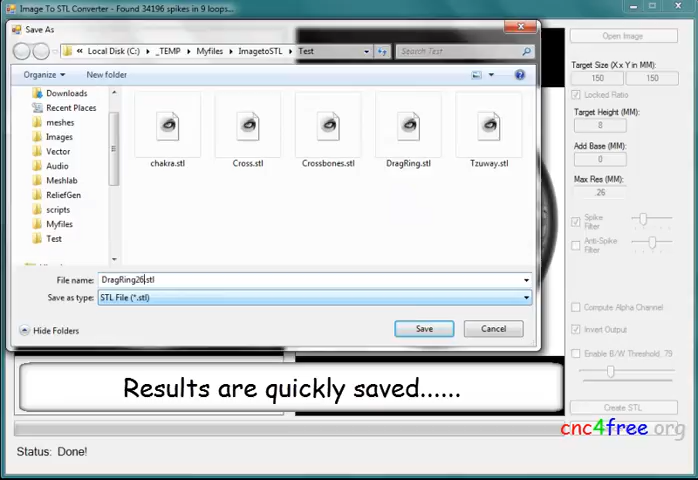 Image To STL Converter - Found 34196 spikes in 9 loops...
Save As
Local Disk (C:) ▸ _TEMP ▸ Myfiles ▸ ImagetoSTL ▸ Test
Search Test
Organize
New folder
Downloads
Recent Places
meshes
Images
Vector
Audio
Meshlab
ReliefGen
scripts
Myfiles
Test
chakra.stl
Cross.stl
Crossbones.stl
DragRing.stl
Tzuway.stl
File name: DragRing26.stl
Save as type: STL File (*.stl)
Hide Folders
Save
Cancel
Open Image
Target Size (X x Y in MM):
150 150
Locked Ratio
Target Height (MM):
8
Add Base (MM):
0
Max Res (MM):
.26
Spike Filter
Anti-Spike Filter
Compute Alpha Channel
Invert Output
Enable B/W Threshold .79
Create STL
Results are quickly saved......
cnc4free.org
Status: Done!